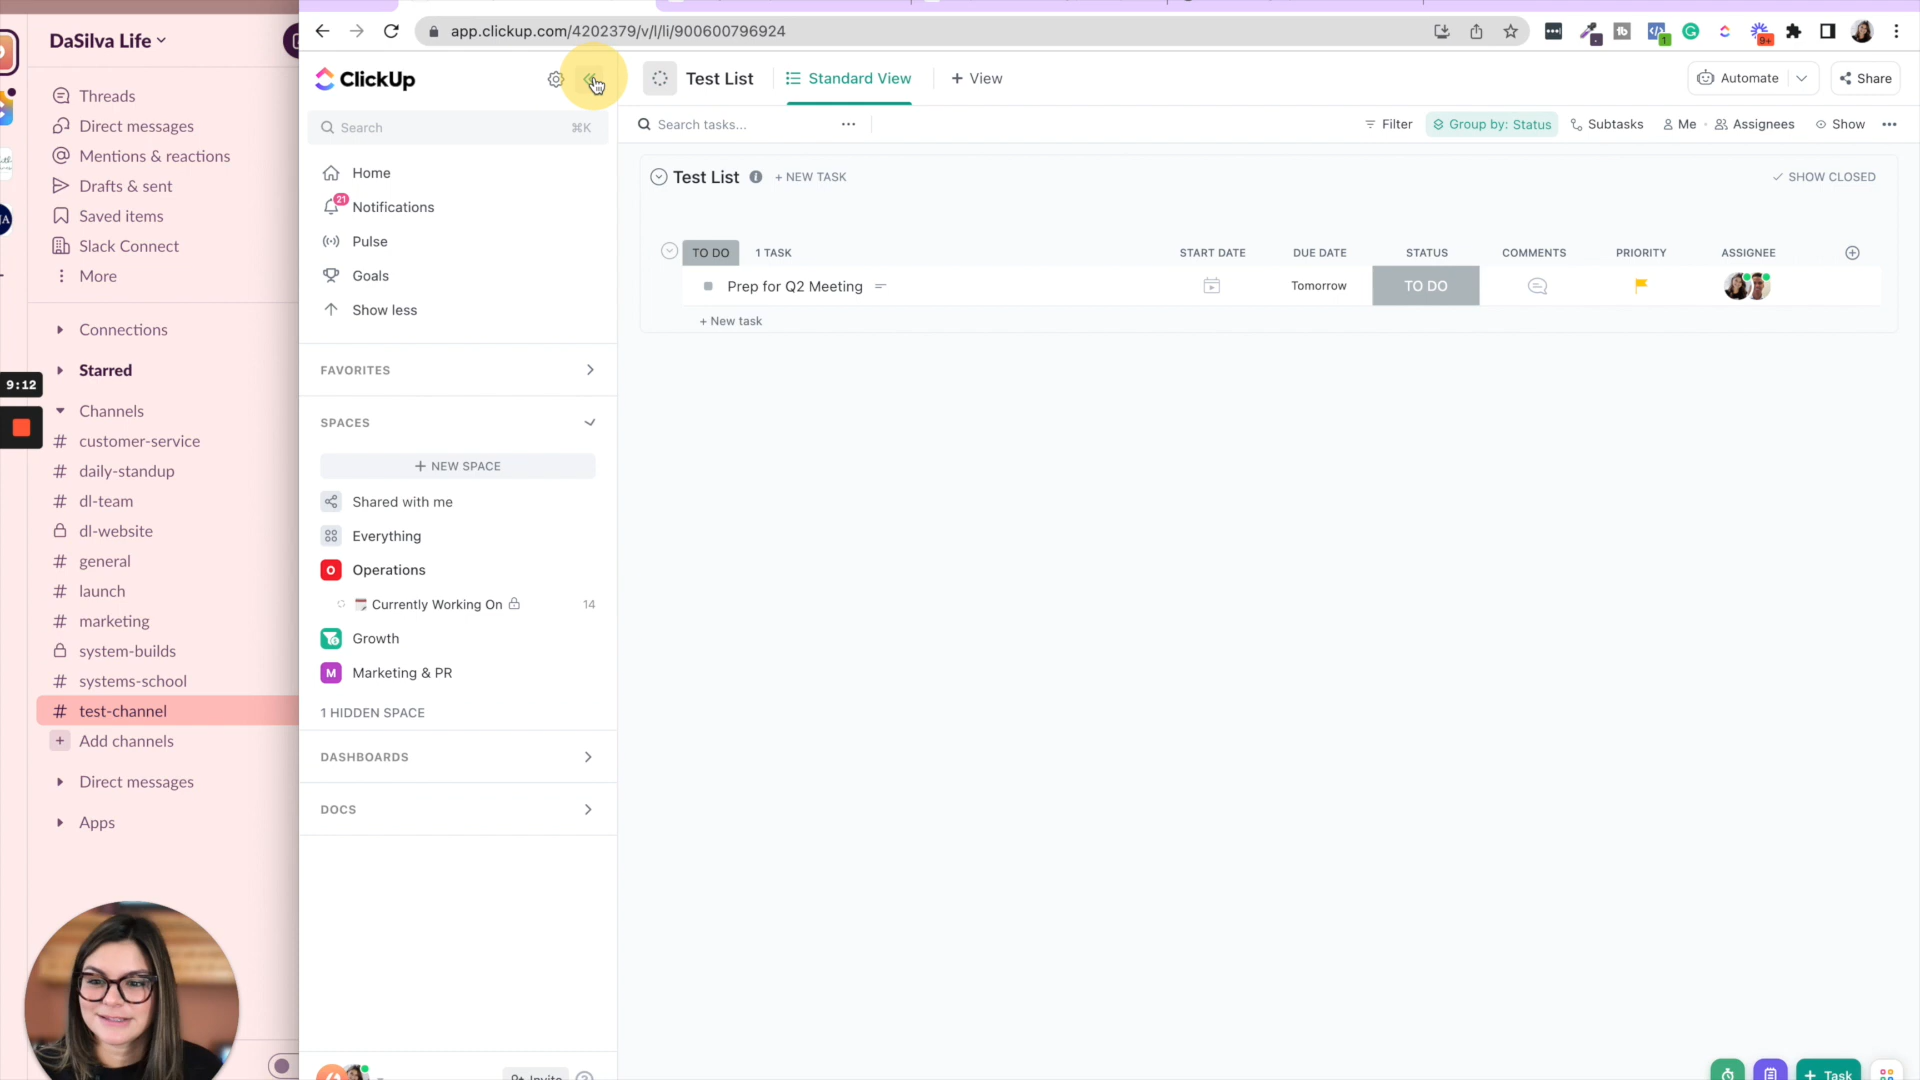 DaSilva Life
Threads
Direct messages
Mentions & reactions
Drafts & sent
Saved items
Slack Connect
More
Connections
Starred
9:12
Channels
# customer-service
# daily-standup
# dl-team
dl-website
# general
# launch
# marketing
system-builds
# systems-school
# test-channel
+ Add channels
Direct messages
Apps
app.clickup.com/4202379/v/l/li/900600796924
1
9+
ClickUp
Search ⌘K
Home
21
Notifications
Pulse
Goals
Show less
FAVORITES
SPACES
+ NEW SPACE
Shared with me
Everything
O Operations
Currently Working On 14
Growth
M Marketing & PR
1 HIDDEN SPACE
DASHBOARDS
DOCS
Invite
Test List Standard View + View Automate Share
Search tasks... Filter Group by: Status Subtasks Me Assignees Show
Test List + NEW TASK SHOW CLOSED
TO DO 1 TASK START DATE DUE DATE STATUS COMMENTS PRIORITY ASSIGNEE
Prep for Q2 Meeting Tomorrow TO DO
+ New task
+ Task